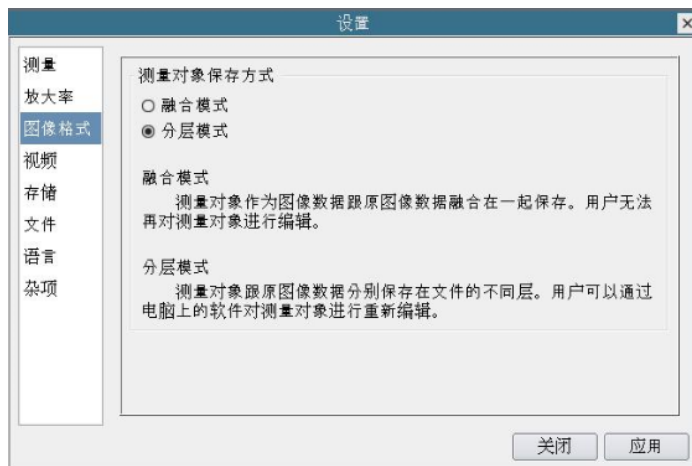 设置
测量
放大率
图像格式
视频
存储
文件
语言
杂项
测量对象保存方式
融合模式
分层模式
融合模式
测量对象作为图像数据跟原图像数据融合在一起保存。用户无法
再对测量对象进行编辑。
分层模式
测量对象跟原图像数据分别保存在文件的不同层。用户可以通过
电脑上的软件对测量对象进行重新编辑。
关闭
应用